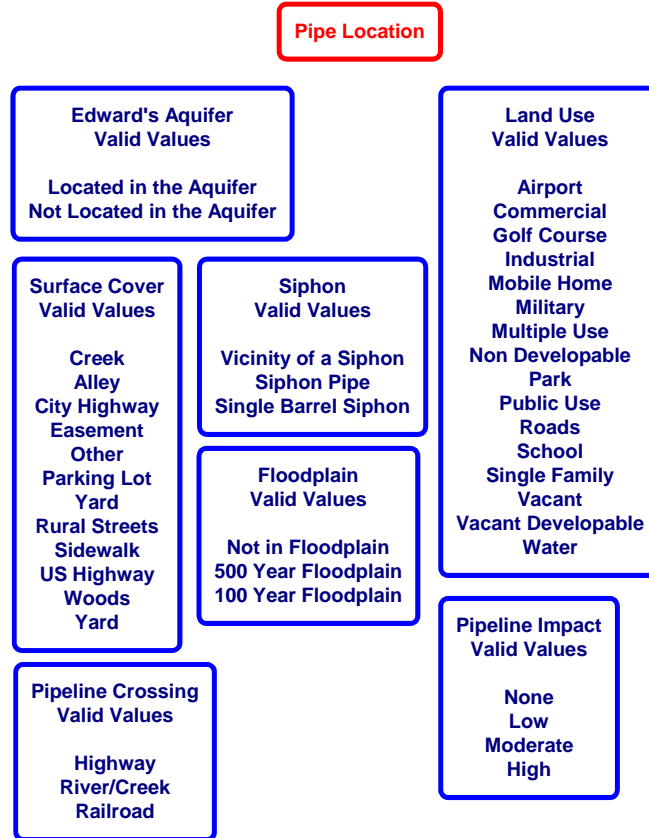 Pipe Location
Edward's Aquifer
Valid Values
Located in the Aquifer
Not Located in the Aquifer
Land Use
Valid Values
Airport
Commercial
Golf Course
Industrial
Mobile Home
Military
Multiple Use
Non Developable
Park
Public Use
Roads
School
Single Family
Vacant
Vacant Developable
Water
Surface Cover
Valid Values
Creek
Alley
City Highway
Easement
Other
Parking Lot
Yard
Rural Streets
Sidewalk
US Highway
Woods
Yard
Siphon
Valid Values
Vicinity of a Siphon
Siphon Pipe
Single Barrel Siphon
Floodplain
Valid Values
Not in Floodplain
500 Year Floodplain
100 Year Floodplain
Pipeline Impact
Valid Values
None
Low
Moderate
High
Pipeline Crossing
Valid Values
Highway
River/Creek
Railroad